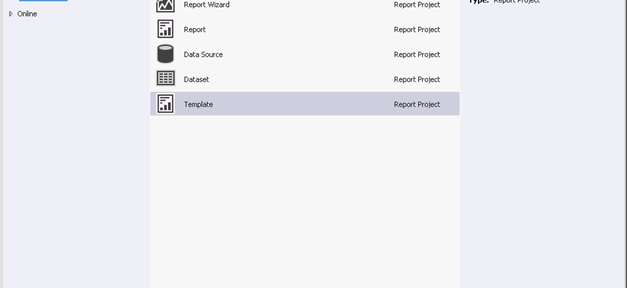 Report Wizard Report Project
Type: Report Project
Online
Report Report Project
Data Source Report Project
Dataset Report Project
Template Report Project